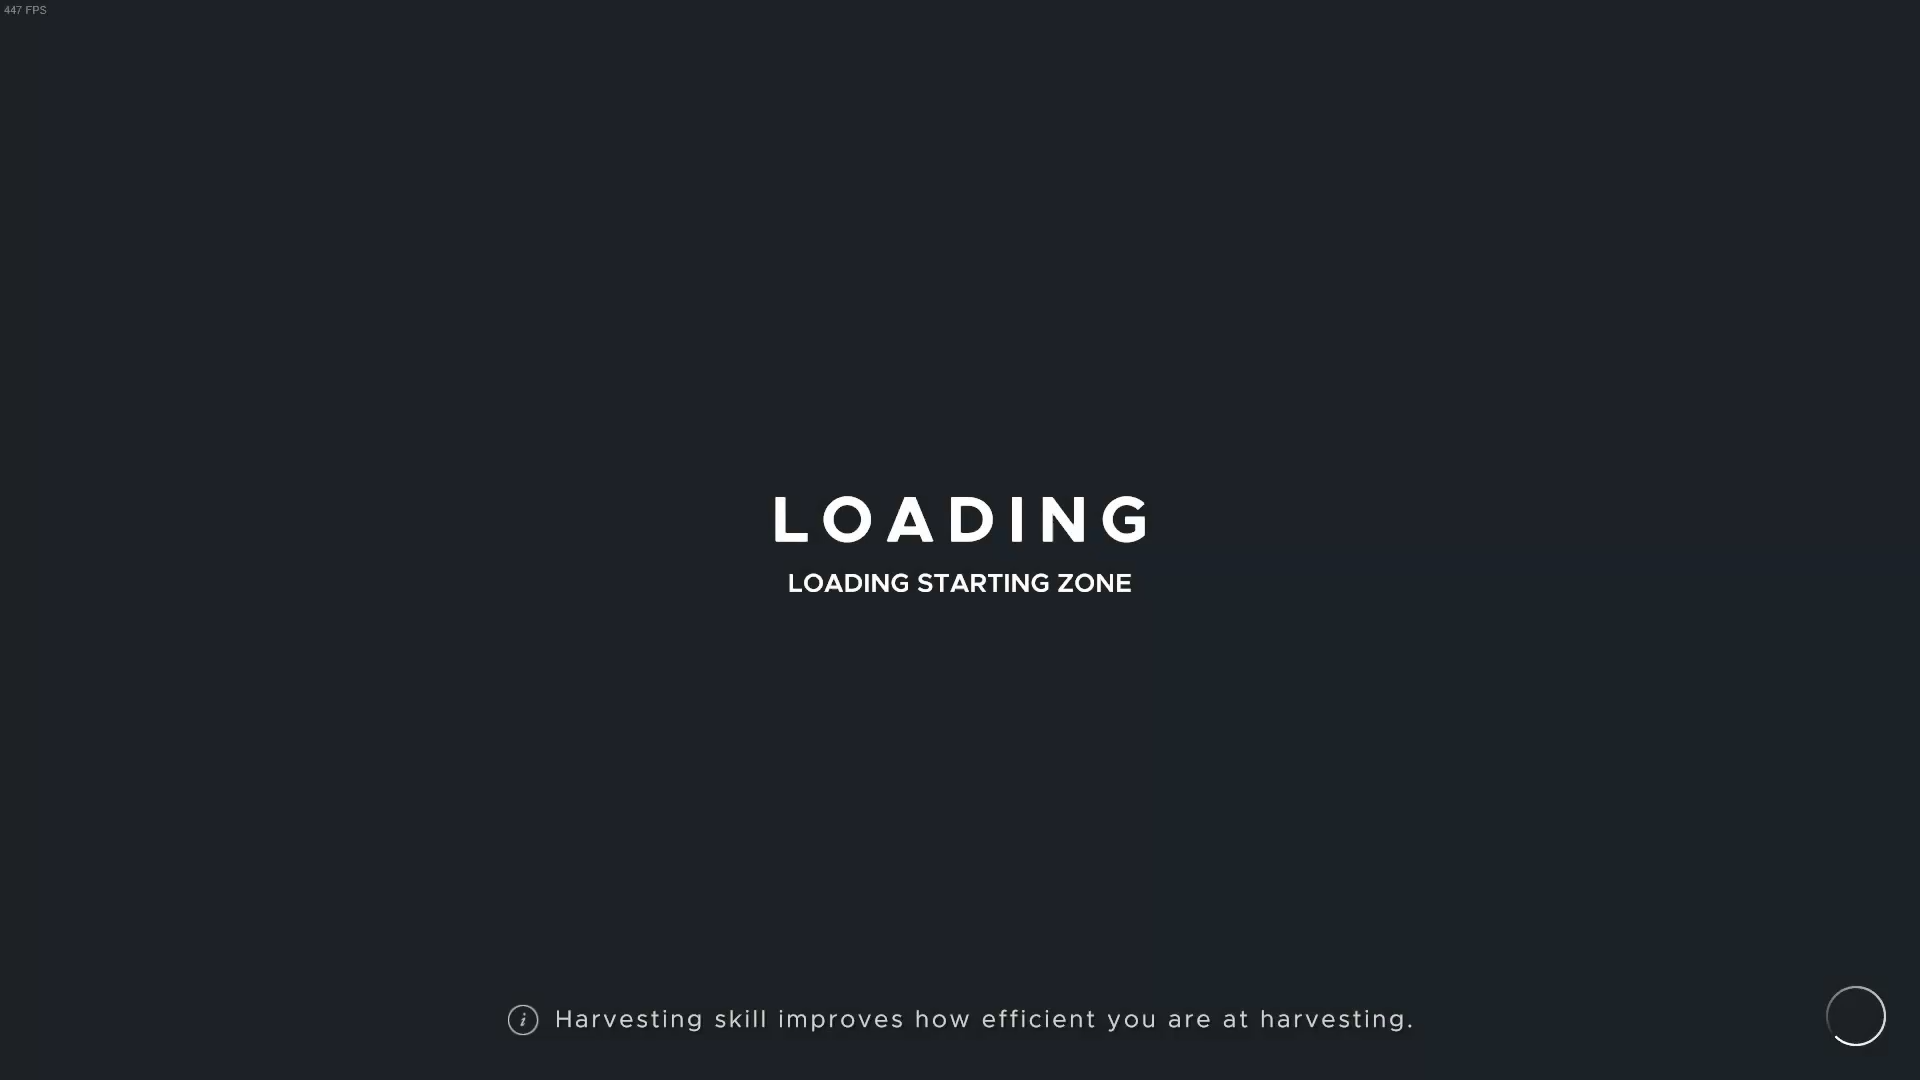 447 FPS
LOADING
LOADING STARTING ZONE
i Harvesting skill improves how efficient you are at harvesting.